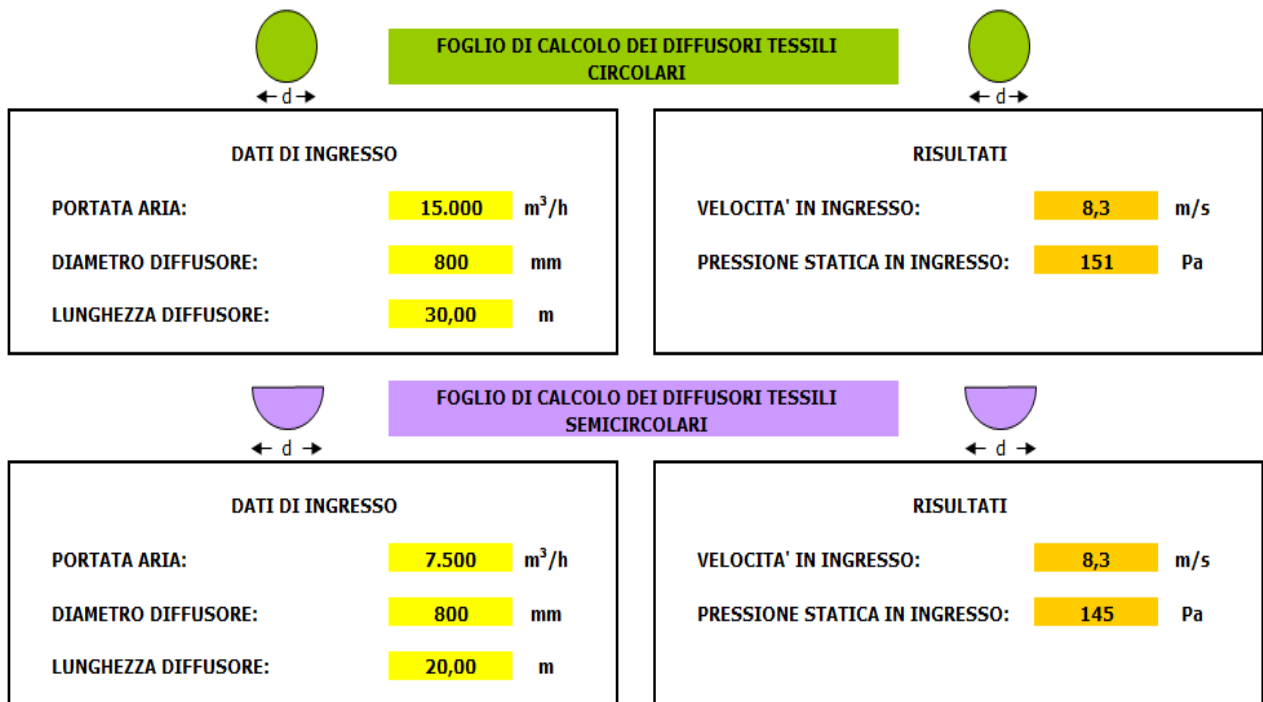 FOGLIO DI CALCOLO DEI DIFFUSORI TESSILI
CIRCOLARI
d
d
DATI DI INGRESSO
PORTATA ARIA: 15.000 m³/h
DIAMETRO DIFFUSORE: 800 mm
LUNGHEZZA DIFFUSORE: 30,00 m
RISULTATI
VELOCITA' IN INGRESSO: 8,3 m/s
PRESSIONE STATICA IN INGRESSO: 151 Pa
FOGLIO DI CALCOLO DEI DIFFUSORI TESSILI
SEMICIRCOLARI
d
d
DATI DI INGRESSO
PORTATA ARIA: 7.500 m³/h
DIAMETRO DIFFUSORE: 800 mm
LUNGHEZZA DIFFUSORE: 20,00 m
RISULTATI
VELOCITA' IN INGRESSO: 8,3 m/s
PRESSIONE STATICA IN INGRESSO: 145 Pa